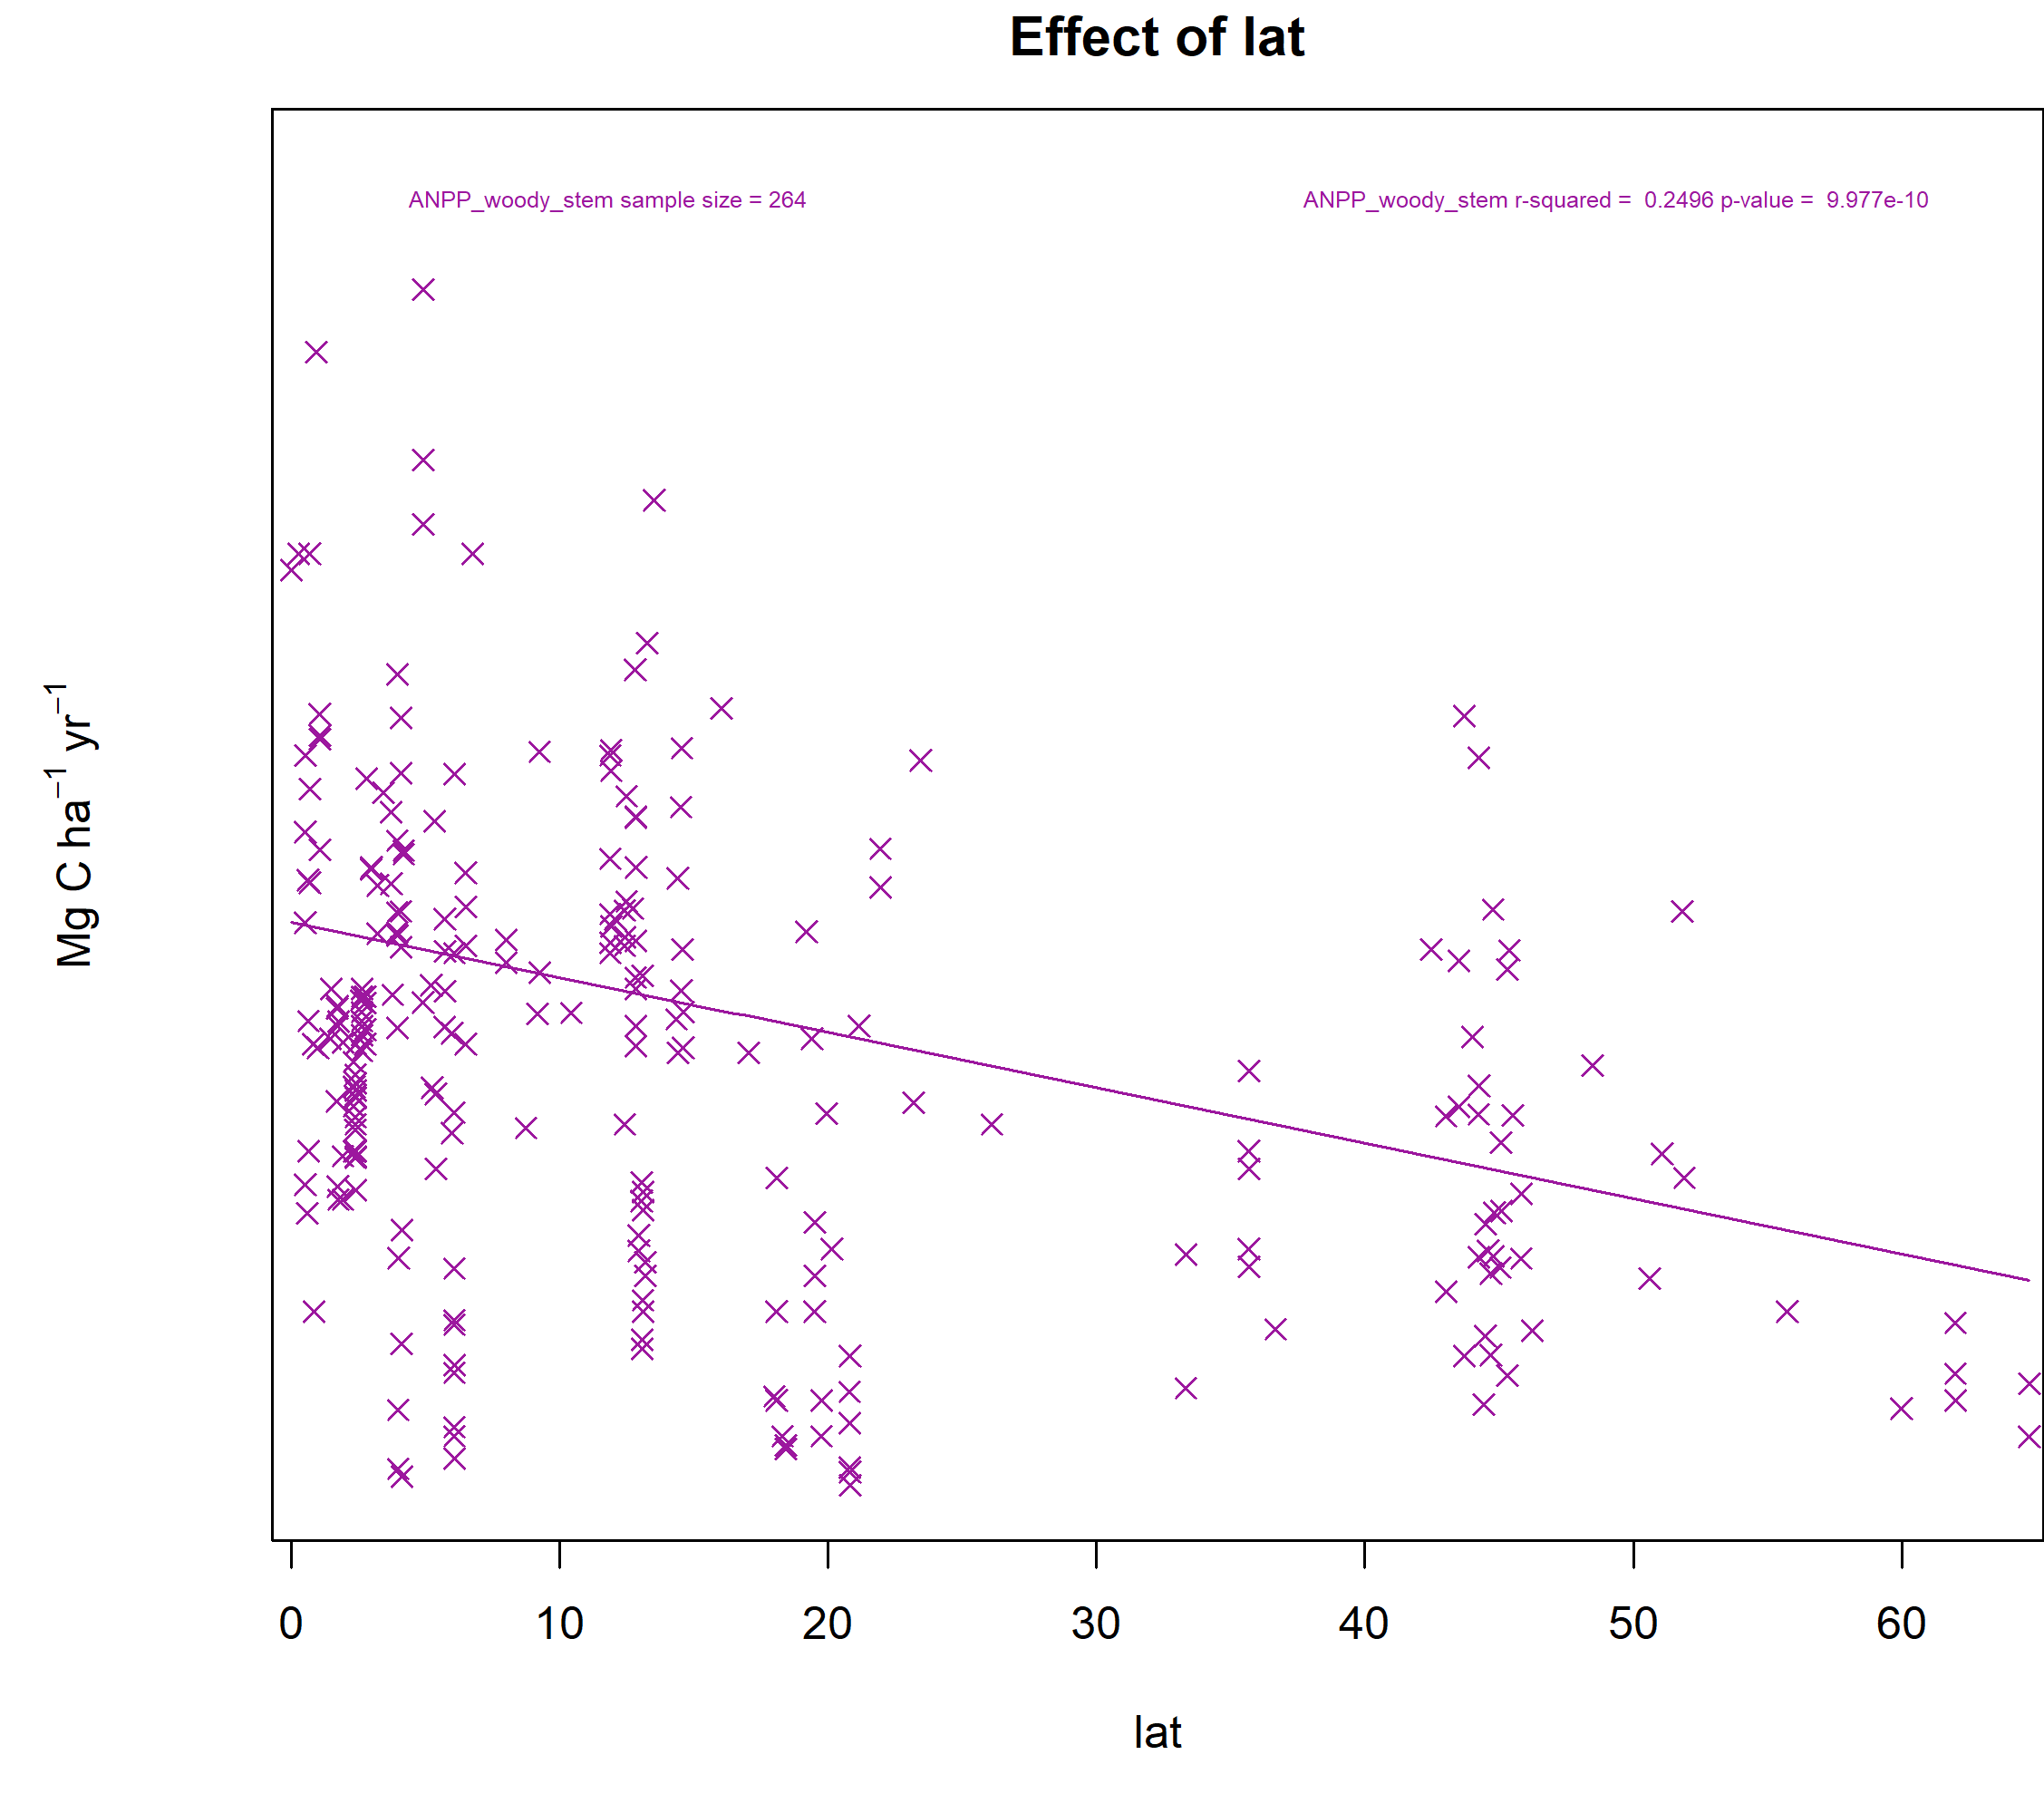 Effect of lat
ANPP_woody_stem sample size = 264
ANPP_woody_stem r-squared =  0.2496 p-value =  9.977e-10
Mg C ha⁻¹ yr⁻¹
0 10 20 30 40 50 60
lat